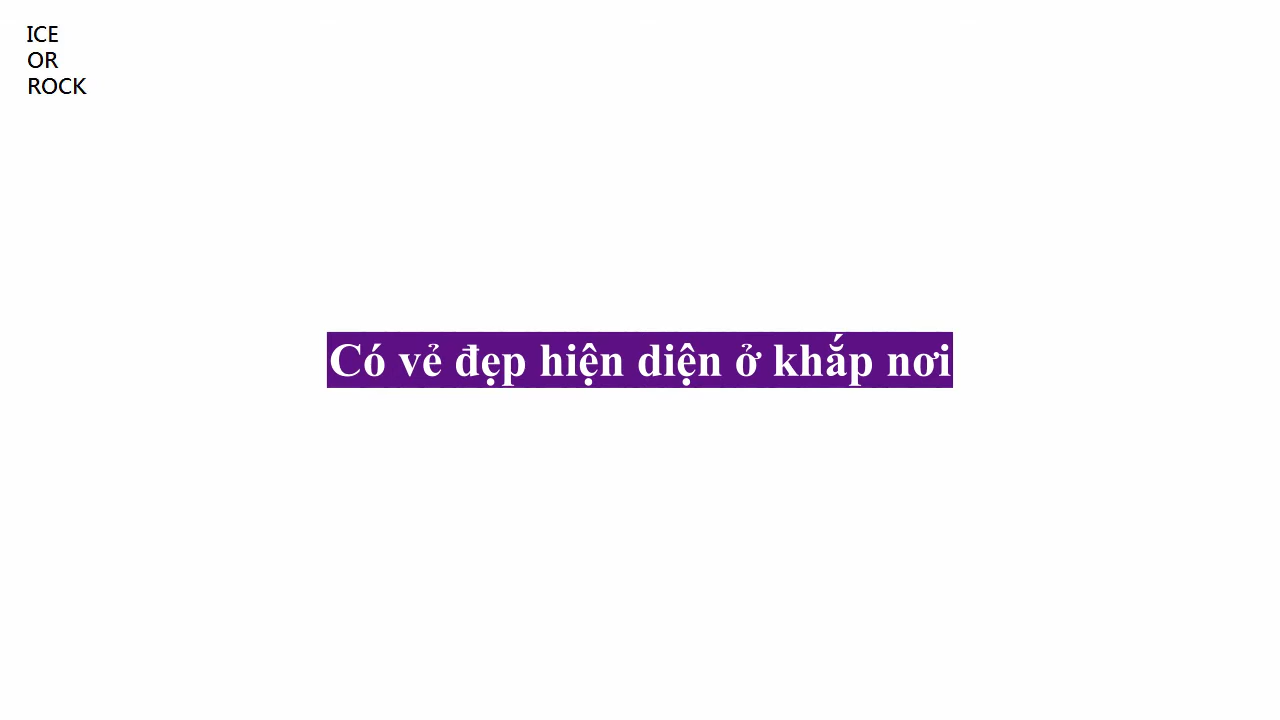 ICE
OR
ROCK
Có vẻ đẹp hiện diện ở khắp nơi